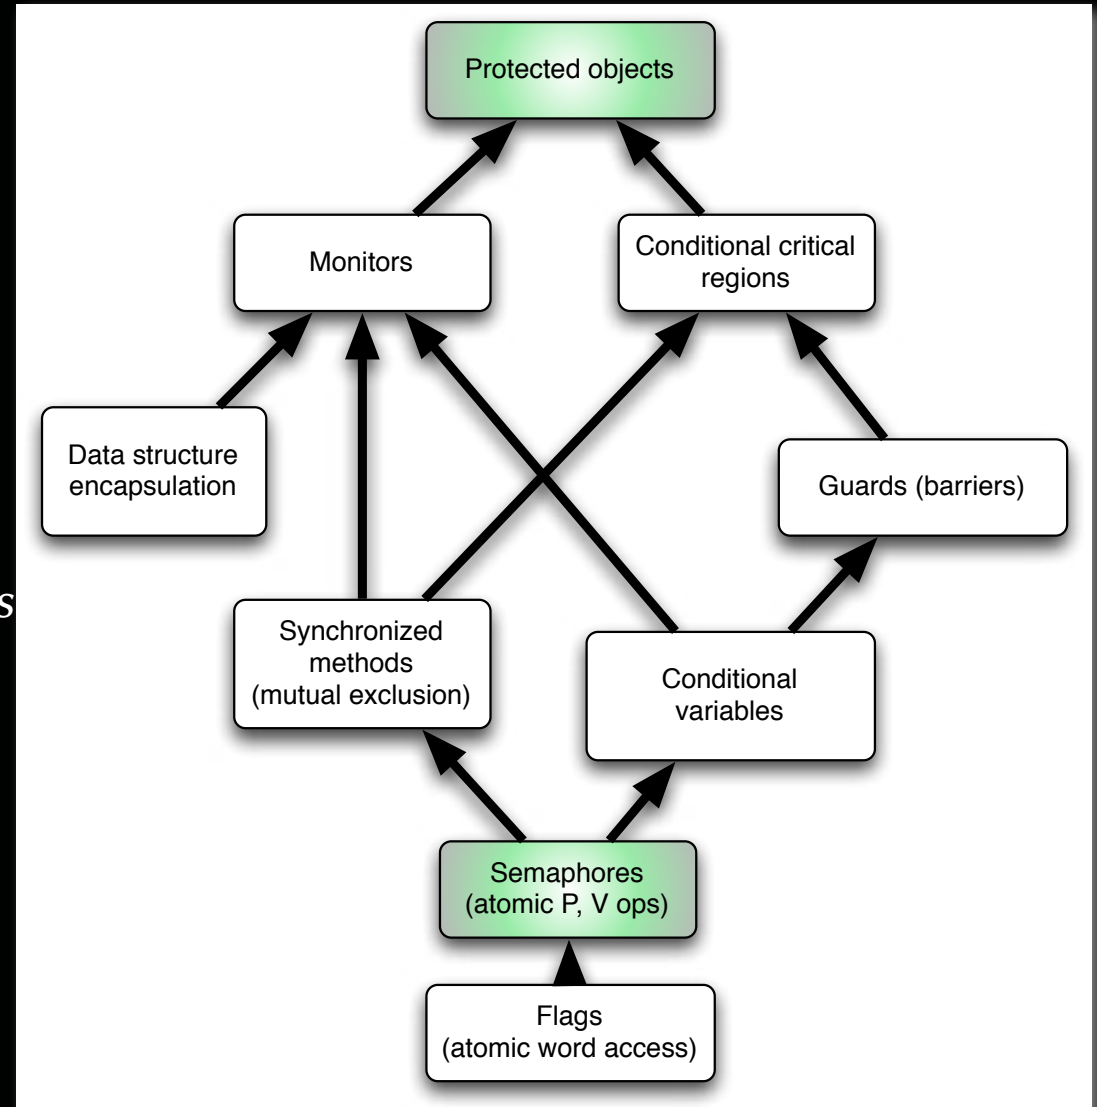 Protected objects
Monitors
Conditional critical
regions
Data structure
encapsulation
Guards (barriers)
s
Synchronized
methods
(mutual exclusion)
Conditional
variables
Semaphores
(atomic P, V ops)
Flags
(atomic word access)